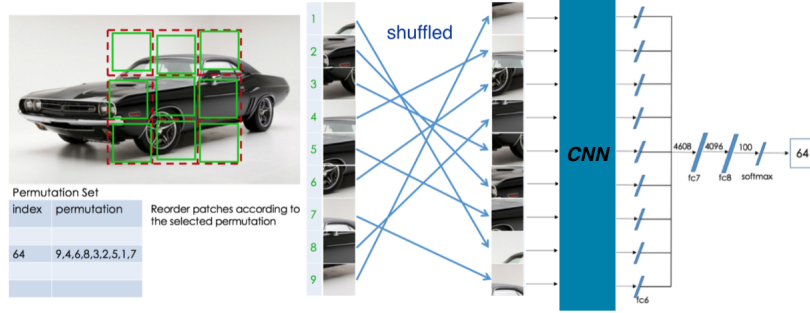 1
2
3
4
5
6
7
8
9
shuffled
CNN
4608
4096
100
64
fc7
fc8
softmax
fc6
Permutation Set
index permutation
64 9,4,6,8,3,2,5,1,7
Reorder patches according to
the selected permutation